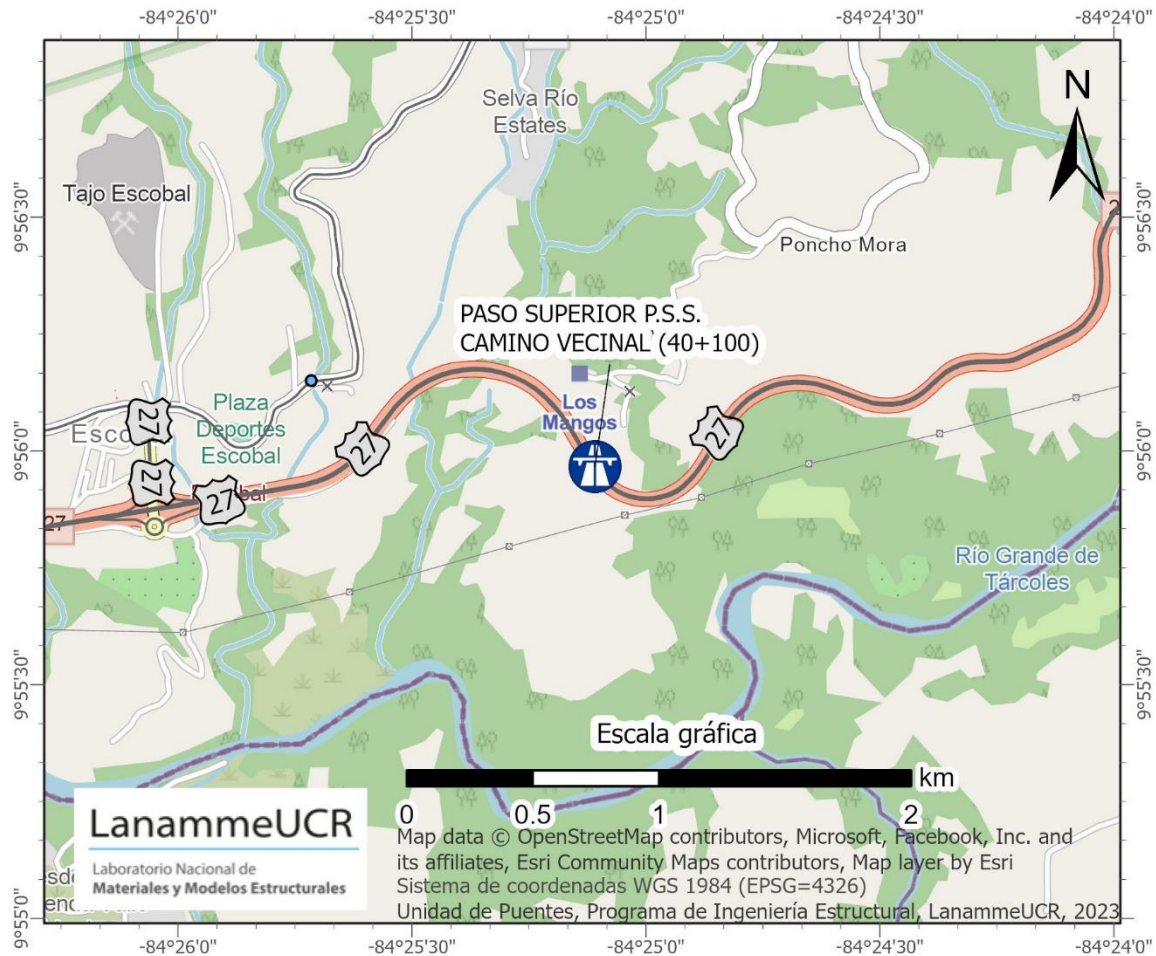 -84°26'0"
-84°25'30"
-84°25'0"
-84°24'30"
-84°24'0"
N
Selva Río
Estates
Tajo Escobal
9°56'30"
9°56'30"
2
Poncho Mora
PASO SUPERIOR P.S.S.
CAMINO VECINAL (40+100)
Plaza
Deportes
Escobal
Los
Mangos
27
Esco
27
27
27
9°56'0"
9°56'0"
27
bal
27
Río Grande de
Tárcoles
9°55'30"
9°55'30"
Escala gráfica
km
0
0.5
1
2
LanammeUCR
Laboratorio Nacional de
Materiales y Modelos Estructurales
Map data © OpenStreetMap contributors, Microsoft, Facebook, Inc. and
its affiliates, Esri Community Maps contributors, Map layer by Esri
Sistema de coordenadas WGS 1984 (EPSG=4326)
Unidad de Puentes, Programa de Ingeniería Estructural, LanammeUCR, 2023
9°55'0"
9°55'0"
-84°26'0"
-84°25'30"
-84°25'0"
-84°24'30"
-84°24'0"